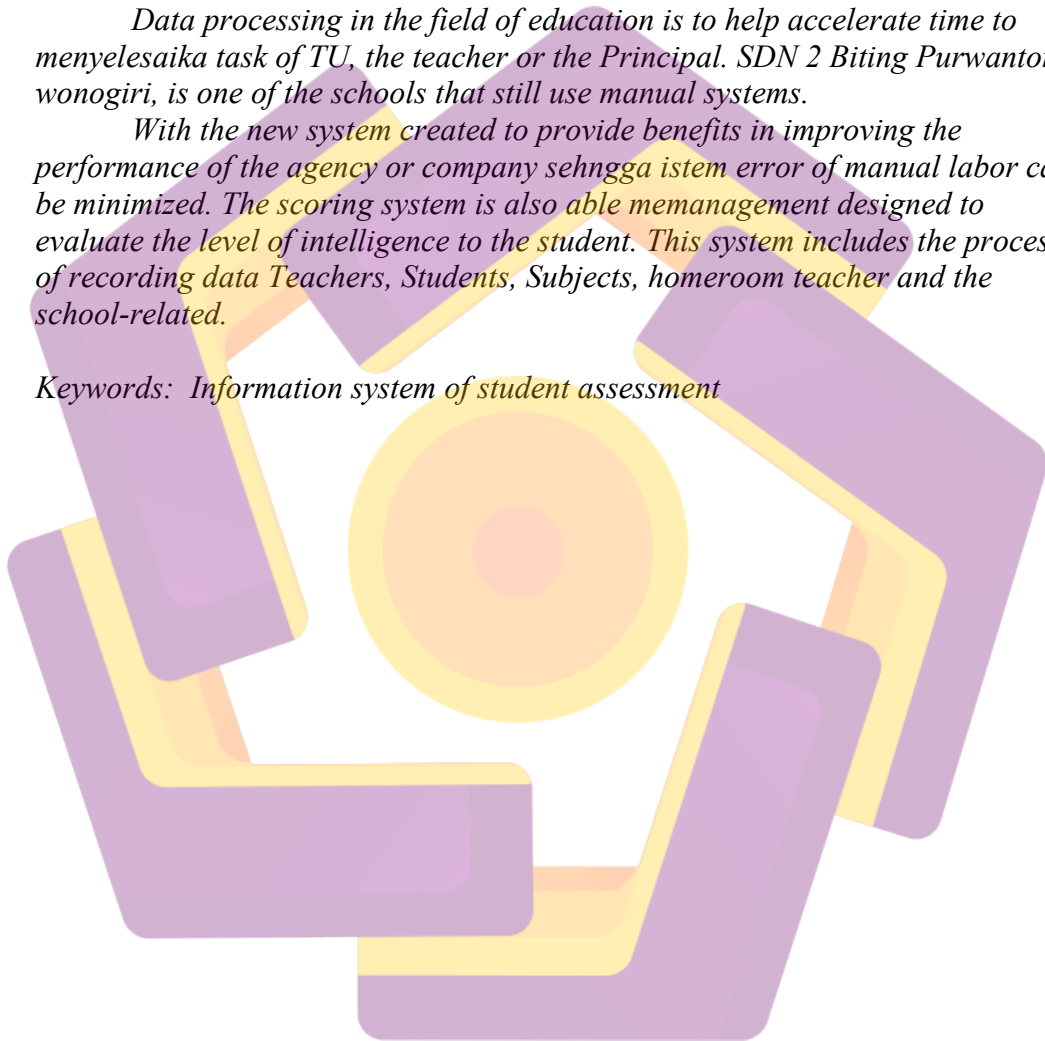 Data processing in the field of education is to help accelerate time to
menyelesaika task of TU, the teacher or the Principal. SDN 2 Biting
wonogiri, is one of the schools that still use manual systems.
With the new system created to provide benefits in improving the
performance of the agency or company sehngga istem error of manual labor
be minimized. The scoring system is also able memanagement designed to
evaluate the level of intelligence to the student. This system includes the
of recording data Teachers, Students, Subjects, homeroom teacher and the
school-related.
Keywords: Information system of student assessment